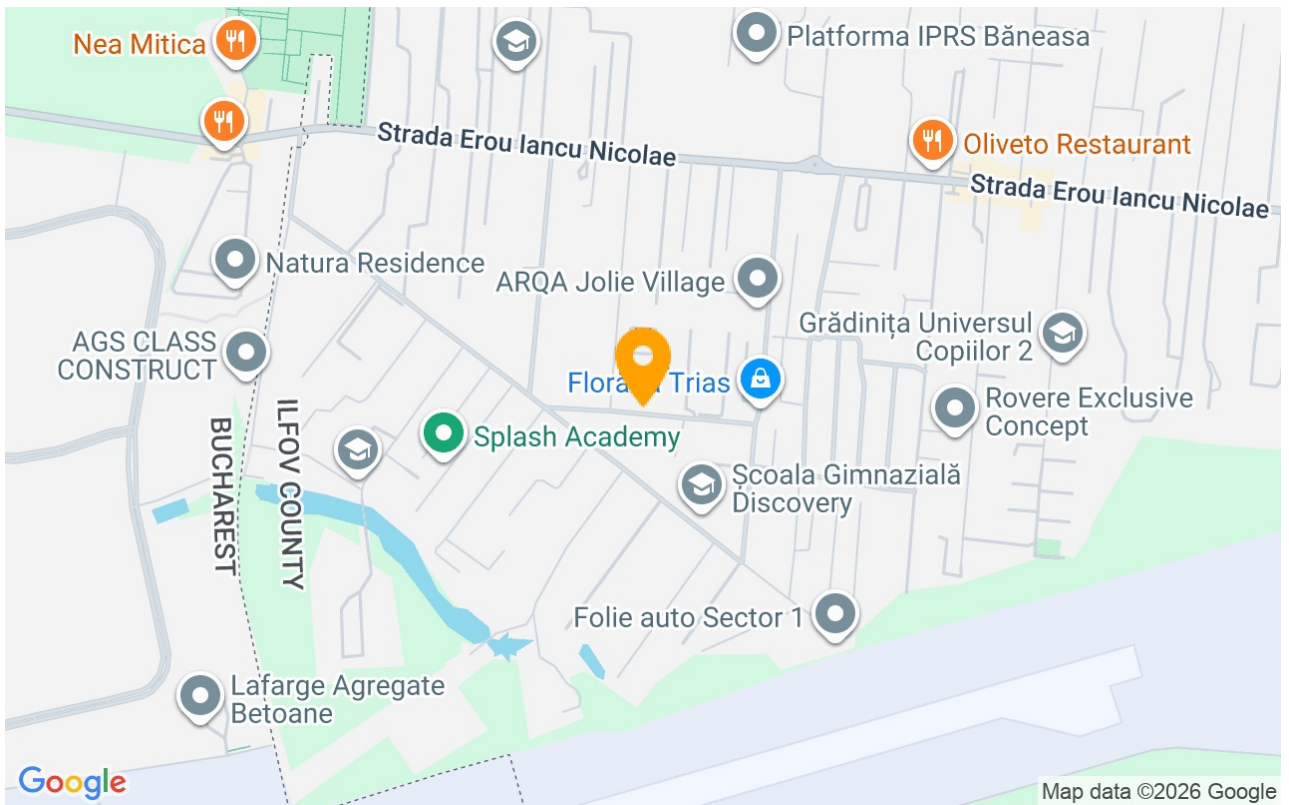 Nea Mitica
Platforma IPRS Băneasa
Strada Erou Iancu Nicolae
Oliveto Restaurant
Strada Erou Iancu Nicolae
Natura Residence
ARQA Jolie Village
Grădinița Universul
Copiilor 2
AGS CLASS
CONSTRUCT
Trias
Rovere Exclusive
Concept
Splash Academy
ILFOV COUNTY
BUCHAREST
Școala Gimnazială
Discovery
Folie auto Sector 1
Lafarge Agregate
Betoane
Google
Map data ©2026 Google